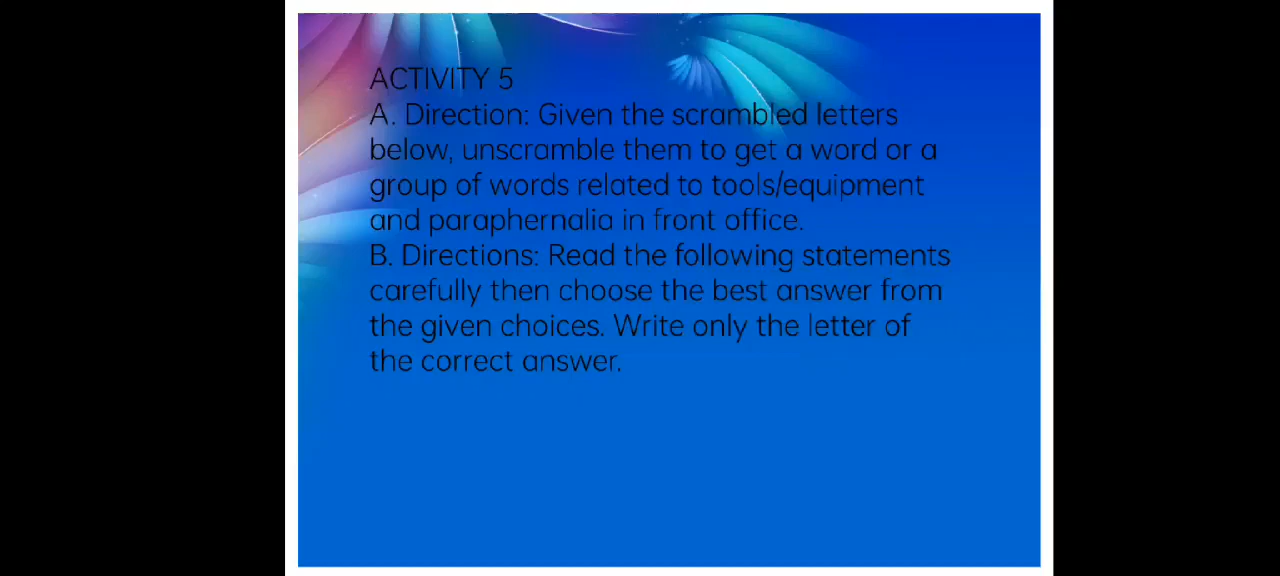 ACTIVITY 5
A. Direction: Given the scrambled letters
below, unscramble them to get a word or a
group of words related to tools/equipment
and paraphernalia in front office.
B. Directions: Read the following statements
carefully then choose the best answer from
the given choices. Write only the letter of
the correct answer.